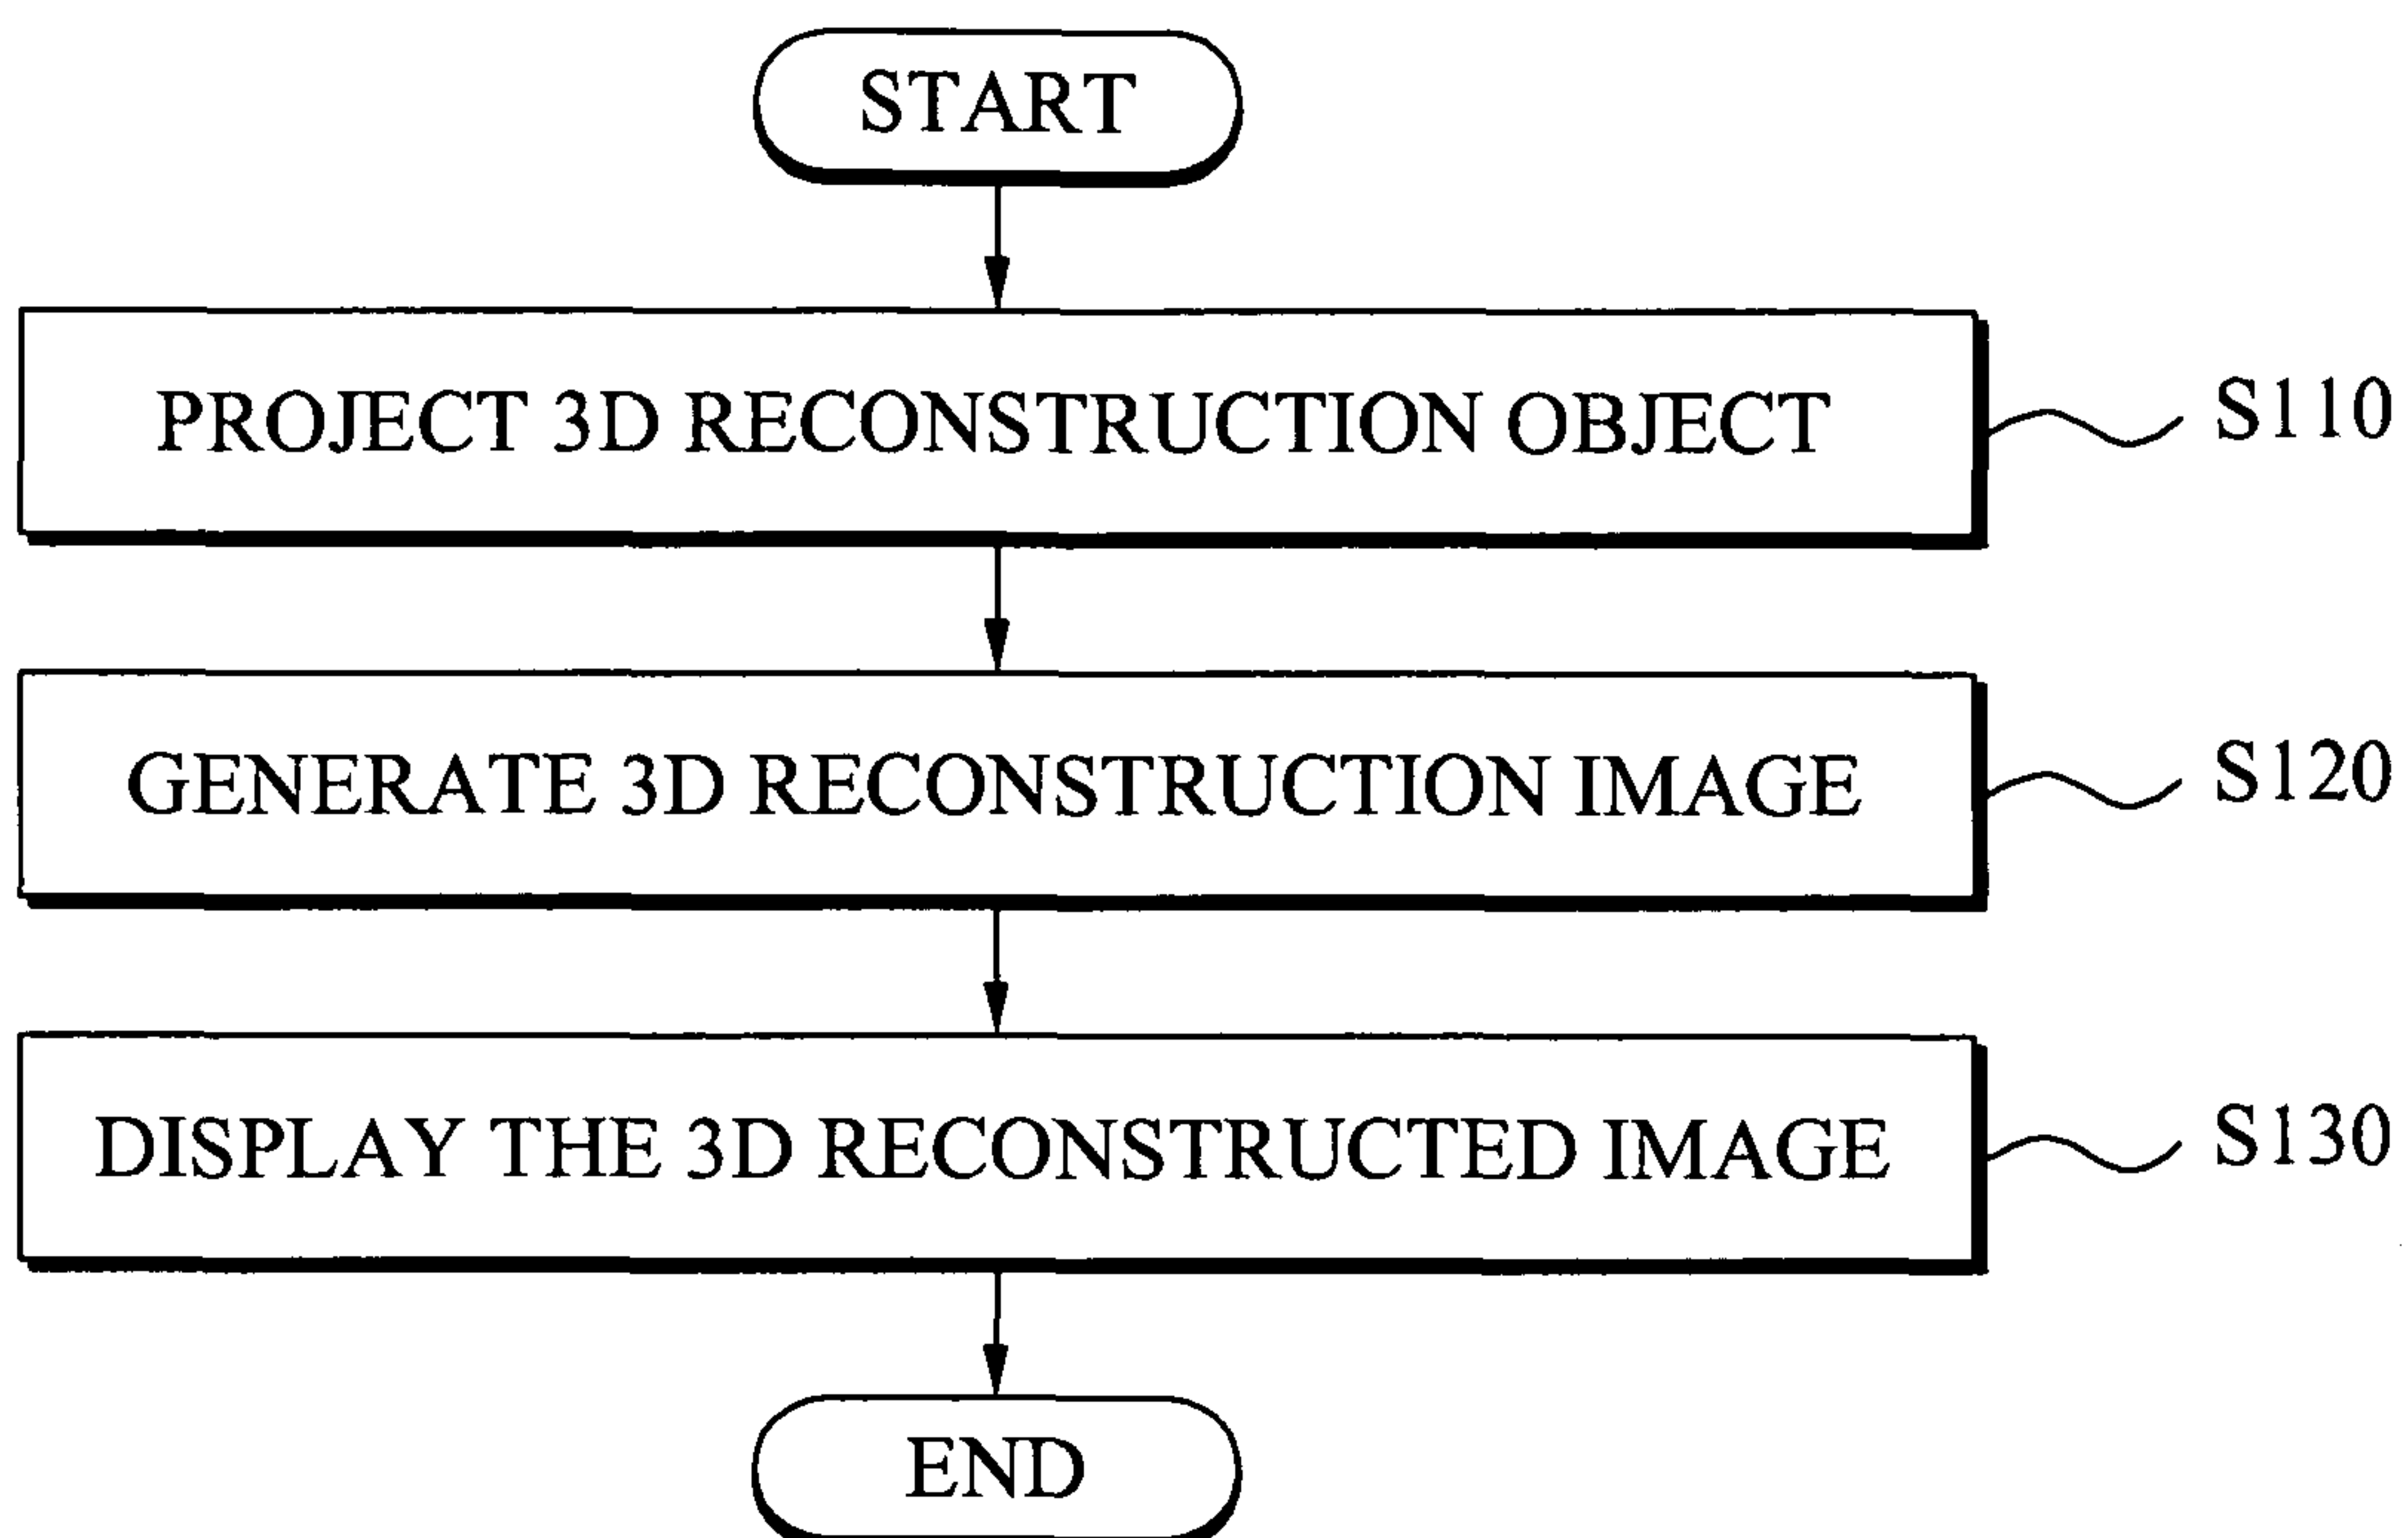 START
PROJECT 3D RECONSTRUCTION OBJECT
S110
GENERATE 3D RECONSTRUCTION IMAGE
S120
DISPLAY THE 3D RECONSTRUCTED IMAGE
S130
END